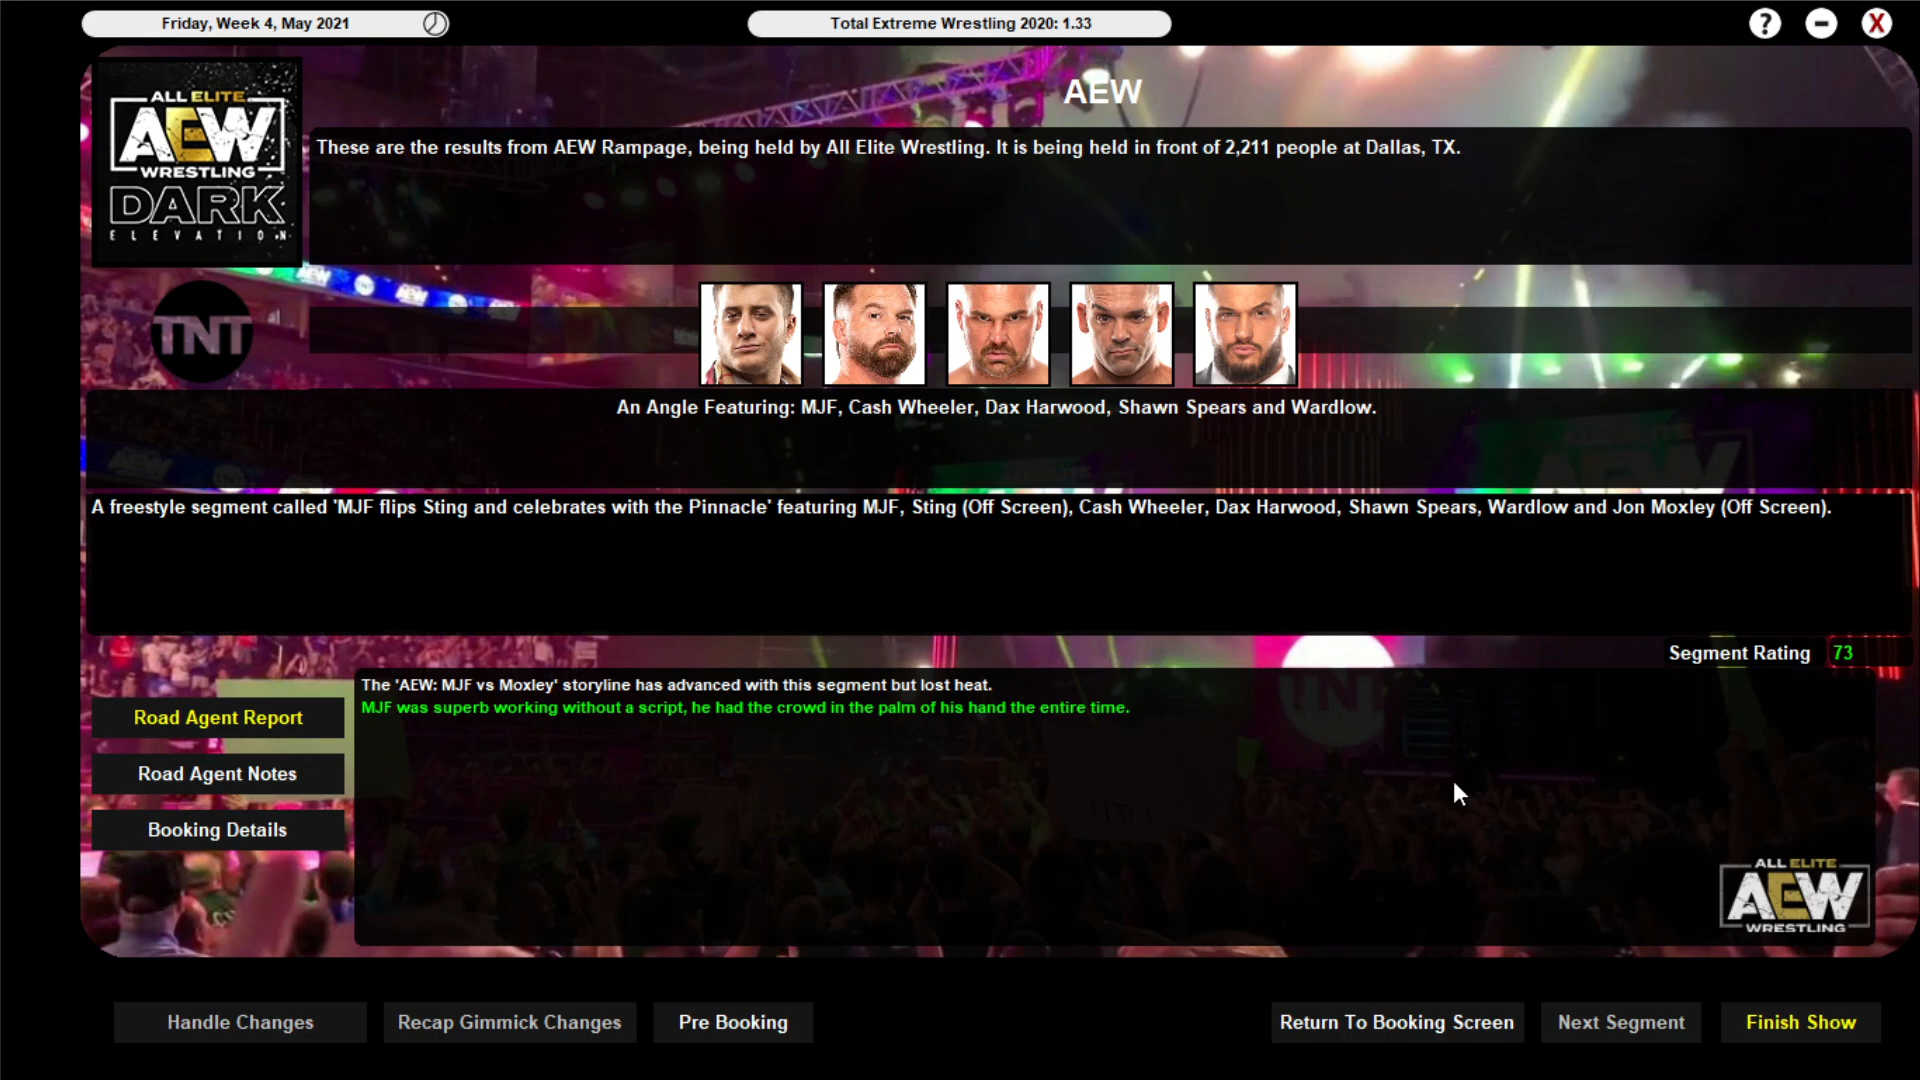 Friday, Week 4, May 2021
Total Extreme Wrestling 2020: 1.33
?
X
ALL ELITE
AEW
WRESTLING
DARK
ELEVATION
AEW
These are the results from AEW Rampage, being held by All Elite Wrestling. It is being held in front of 2,211 people at Dallas, TX.
TNT
An Angle Featuring: MJF, Cash Wheeler, Dax Harwood, Shawn Spears and Wardlow.
A freestyle segment called 'MJF flips Sting and celebrates with the Pinnacle' featuring MJF, Sting (Off Screen), Cash Wheeler, Dax Harwood, Shawn Spears, Wardlow and Jon Moxley (Off Screen).
Segment Rating 73
The 'AEW: MJF vs Moxley' storyline has advanced with this segment but lost heat.
MJF was superb working without a script, he had the crowd in the palm of his hand the entire time.
Road Agent Report
Road Agent Notes
Booking Details
TNT
ALL ELITE
AEW
WRESTLING
Handle Changes
Recap Gimmick Changes
Pre Booking
Return To Booking Screen
Next Segment
Finish Show